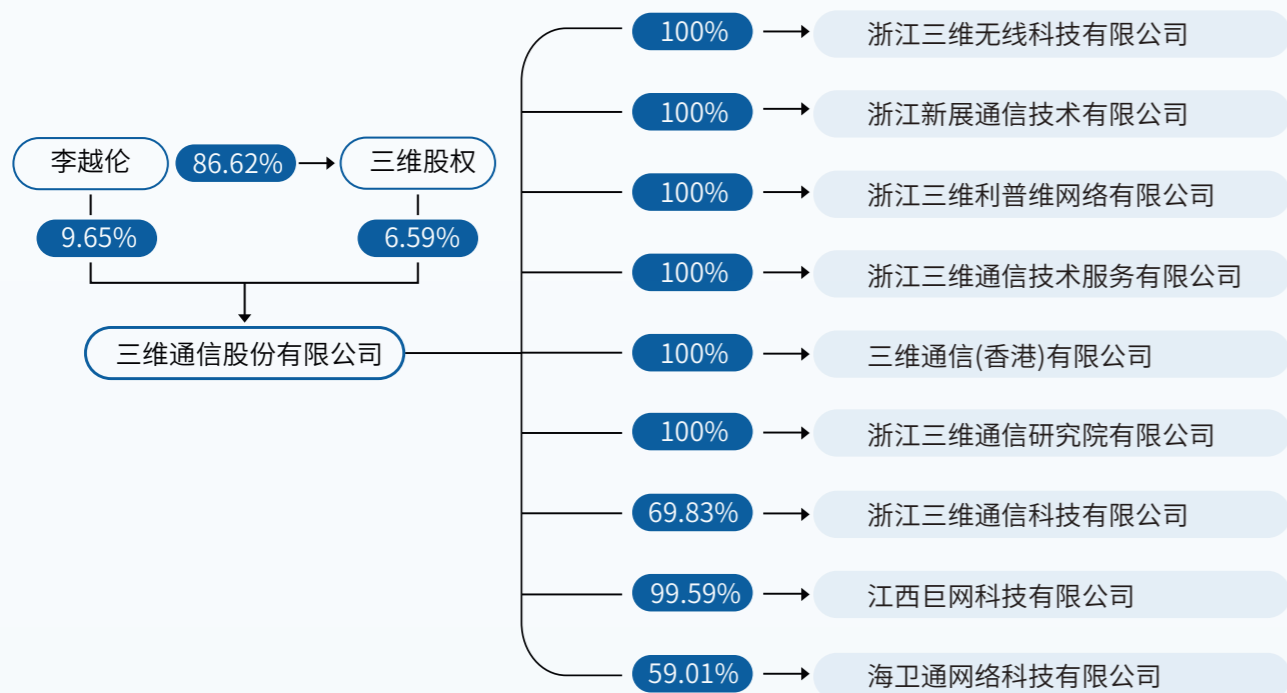 李越伦
86.62%
三维股权
9.65%
6.59%
三维通信股份有限公司
100%
浙江三维无线科技有限公司
100%
浙江新展通信技术有限公司
100%
浙江三维利普维网络有限公司
100%
浙江三维通信技术服务有限公司
100%
三维通信(香港)有限公司
100%
浙江三维通信研究院有限公司
69.83%
浙江三维通信科技有限公司
99.59%
江西巨网科技有限公司
59.01%
海卫通网络科技有限公司